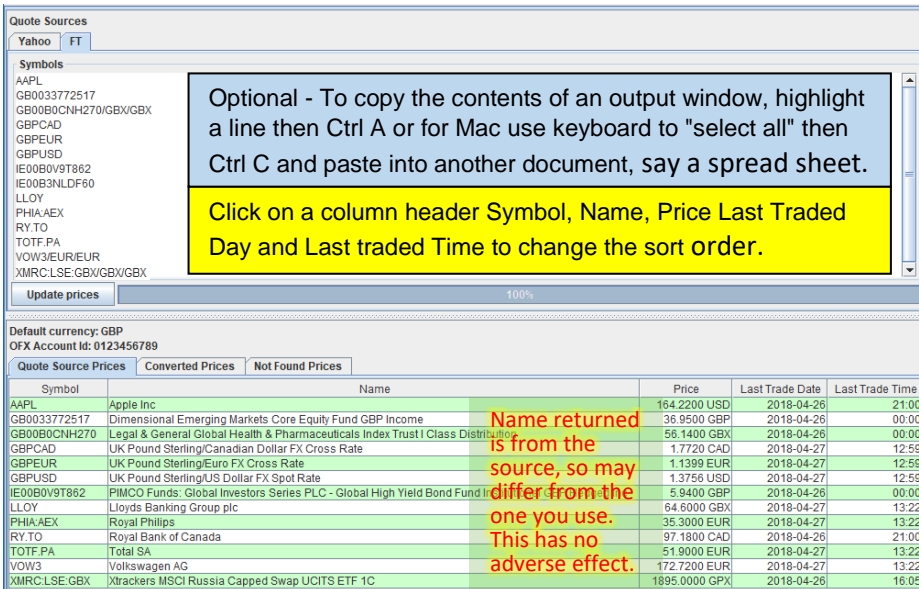 Quote Sources
Yahoo FT
Symbols
AAPL
GB0033772517
GB00B0CNH270/GBX/GBX
GBPCAD
GBPEUR
GBPUSD
IE00B0V9T862
IE00B3NLDF60
LLOY
PHIA:AEX
RY.TO
TOTF.PA
VOW3/EUR/EUR
XMRC:LSE:GBX/GBX/GBX
Optional - To copy the contents of an output window, highlight
a line then Ctrl A or for Mac use keyboard to "select all" then
Ctrl C and paste into another document, say a spread sheet.
Click on a column header Symbol, Name, Price Last Traded
Day and Last traded Time to change the sort order.
Update prices 100%
Default currency: GBP
OFX Account Id: 0123456789
Quote Source Prices Converted Prices Not Found Prices
Symbol Name Price Last Trade Date Last Trade Time
AAPL Apple Inc 164.2200 USD 2018-04-26 21:00
GB0033772517 Dimensional Emerging Markets Core Equity Fund GBP Income 36.9500 GBP 2018-04-26 00:00
GB00B0CNH270 Legal & General Global Health & Pharmaceuticals Index Trust I Class Distribution 56.1400 GBX 2018-04-26 00:00
GBPCAD UK Pound Sterling/Canadian Dollar FX Cross Rate 1.7720 CAD 2018-04-27 12:59
GBPEUR UK Pound Sterling/Euro FX Cross Rate 1.1399 EUR 2018-04-27 12:59
GBPUSD UK Pound Sterling/US Dollar FX Spot Rate 1.3756 USD 2018-04-27 12:59
IE00B0V9T862 PIMCO Funds: Global Investors Series PLC - Global High Yield Bond Fund 5.9400 GBP 2018-04-26 00:00
LLOY Lloyds Banking Group plc 64.6000 GBX 2018-04-27 13:22
PHIA:AEX Royal Philips 35.3000 EUR 2018-04-27 13:22
RY.TO Royal Bank of Canada 97.1800 CAD 2018-04-26 21:00
TOTF.PA Total SA 51.9000 EUR 2018-04-27 13:22
VOW3 Volkswagen AG 172.7200 EUR 2018-04-27 13:22
XMRC:LSE:GBX Xtrackers MSCI Russia Capped Swap UCITS ETF 1C 1895.0000 GPX 2018-04-26 16:05
Name returned
is from the
source, so may
differ from the
one you use.
This has no
adverse effect.